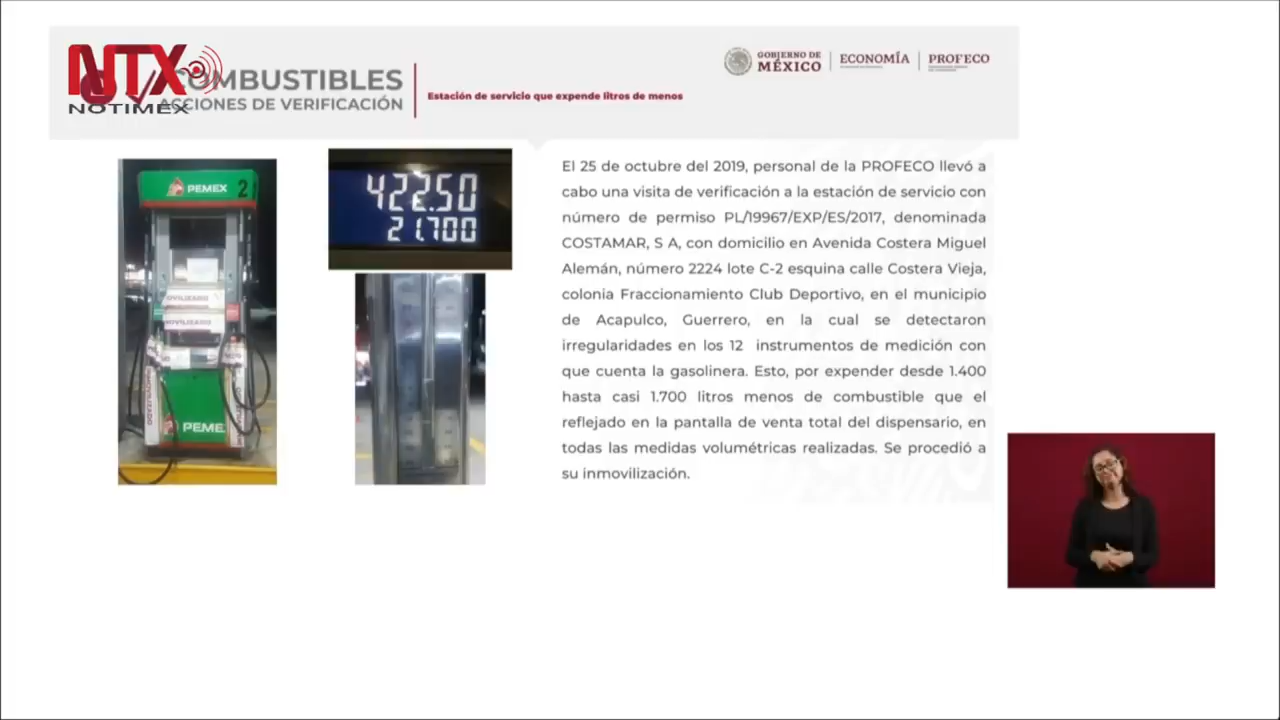 NTX
NOTIMEX
COMBUSTIBLES
ACCIONES DE VERIFICACIÓN
Estación de servicio que expende litros de menos
GOBIERNO DE
MÉXICO
ECONOMÍA
PROFECO
PEMEX 2
422.50
21.700
El 25 de octubre del 2019, personal de la PROFECO llevó a
cabo una visita de verificación a la estación de servicio con
número de permiso PL/19967/EXP/ES/2017, denominada
COSTAMAR, S A, con domicilio en Avenida Costera Miguel
Alemán, número 2224 lote C-2 esquina calle Costera Vieja,
colonia Fraccionamiento Club Deportivo, en el municipio
de Acapulco, Guerrero, en la cual se detectaron
irregularidades en los 12 instrumentos de medición con
que cuenta la gasolinera. Esto, por expender desde 1.400
hasta casi 1.700 litros menos de combustible que el
reflejado en la pantalla de venta total del dispensario, en
todas las medidas volumétricas realizadas. Se procedió a
su inmovilización.
OVILIZADO
MOVILIZADO
INMOVILIZADO
PEME